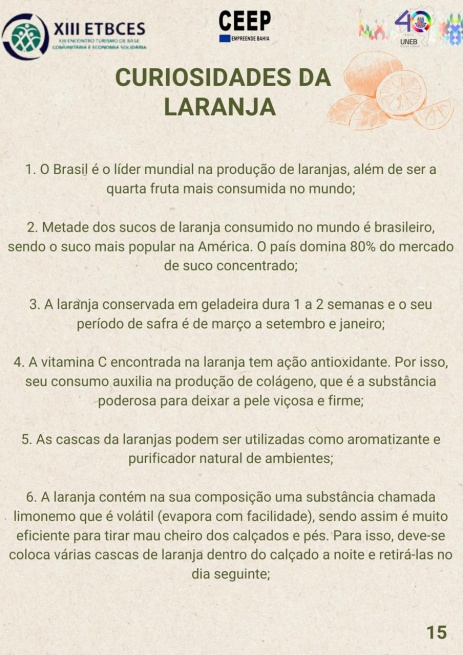 XIII ETBCES
XIII ENCONTRO TURISMO DE BASE
COMUNITÁRIA E ECONOMIA SOLIDÁRIA
CEEP
EMPREENDE BAHIA
40
UNEB
CURIOSIDADES DA
LARANJA
1. O Brasil é o líder mundial na produção de laranjas, além de ser a
quarta fruta mais consumida no mundo;
2. Metade dos sucos de laranja consumido no mundo é brasileiro,
sendo o suco mais popular na América. O país domina 80% do mercado
de suco concentrado;
3. A laranja conservada em geladeira dura 1 a 2 semanas e o seu
período de safra é de março a setembro e janeiro;
4. A vitamina C encontrada na laranja tem ação antioxidante. Por isso,
seu consumo auxilia na produção de colágeno, que é a substância
poderosa para deixar a pele viçosa e firme;
5. As cascas da laranjas podem ser utilizadas como aromatizante e
purificador natural de ambientes;
6. A laranja contém na sua composição uma substância chamada
limonemo que é volátil (evapora com facilidade), sendo assim é muito
eficiente para tirar mau cheiro dos calçados e pés. Para isso, deve-se
coloca várias cascas de laranja dentro do calçado a noite e retirá-las no
dia seguinte;
15